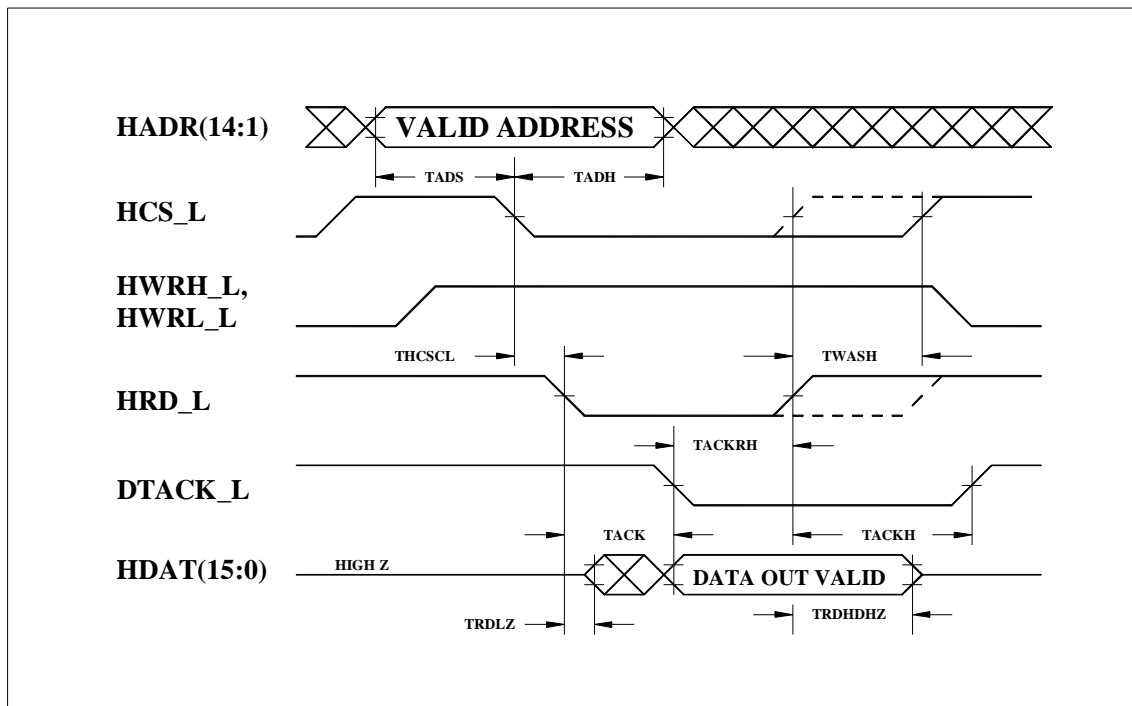 HADR(14:1)
VALID ADDRESS
TADS
TADH
HCS_L
HWRH_L,
HWRL_L
THCSCL
TWASH
HRD_L
TACKRH
DTACK_L
TACK
TACKH
HDAT(15:0)
HIGH Z
DATA OUT VALID
TRDLZ
TRDHDHZ